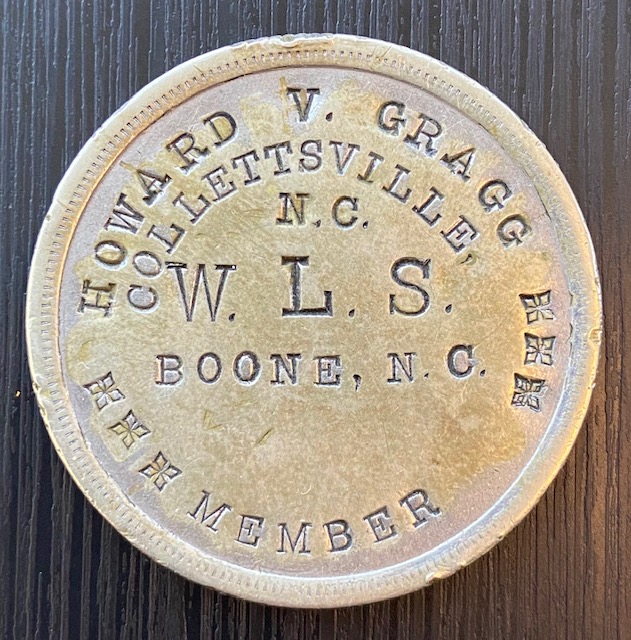 HOWARD V. GRAGG
COLLETTSVILLE,
N.C.
W. L. S.
BOONE, N.C.
MEMBER